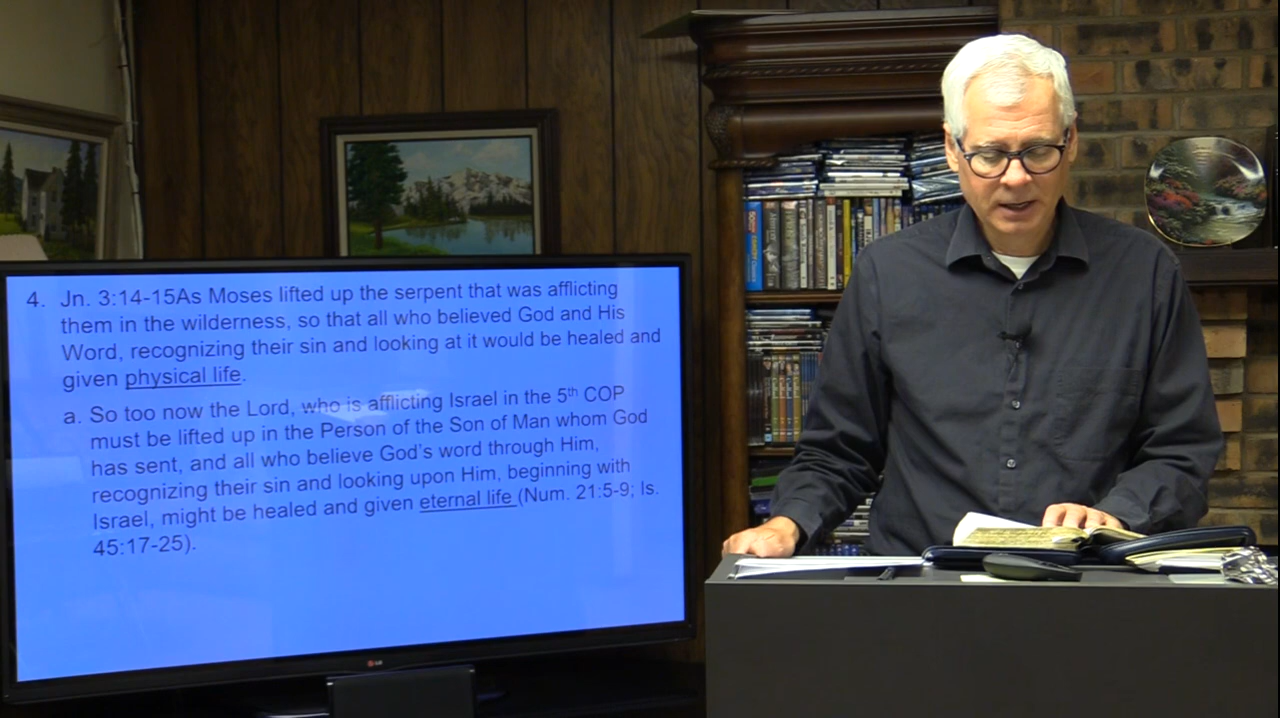 4. Jn. 3:14-15As Moses lifted up the serpent that was afflicting
them in the wilderness, so that all who believed God and His
Word, recognizing their sin and looking at it would be healed and
given physical life.
a. So too now the Lord, who is afflicting Israel in the 5th COP
must be lifted up in the Person of the Son of Man whom God
has sent, and all who believe God's word through Him,
recognizing their sin and looking upon Him, beginning with
Israel, might be healed and given eternal life (Num. 21:5-9; Is.
45:17-25).
LG